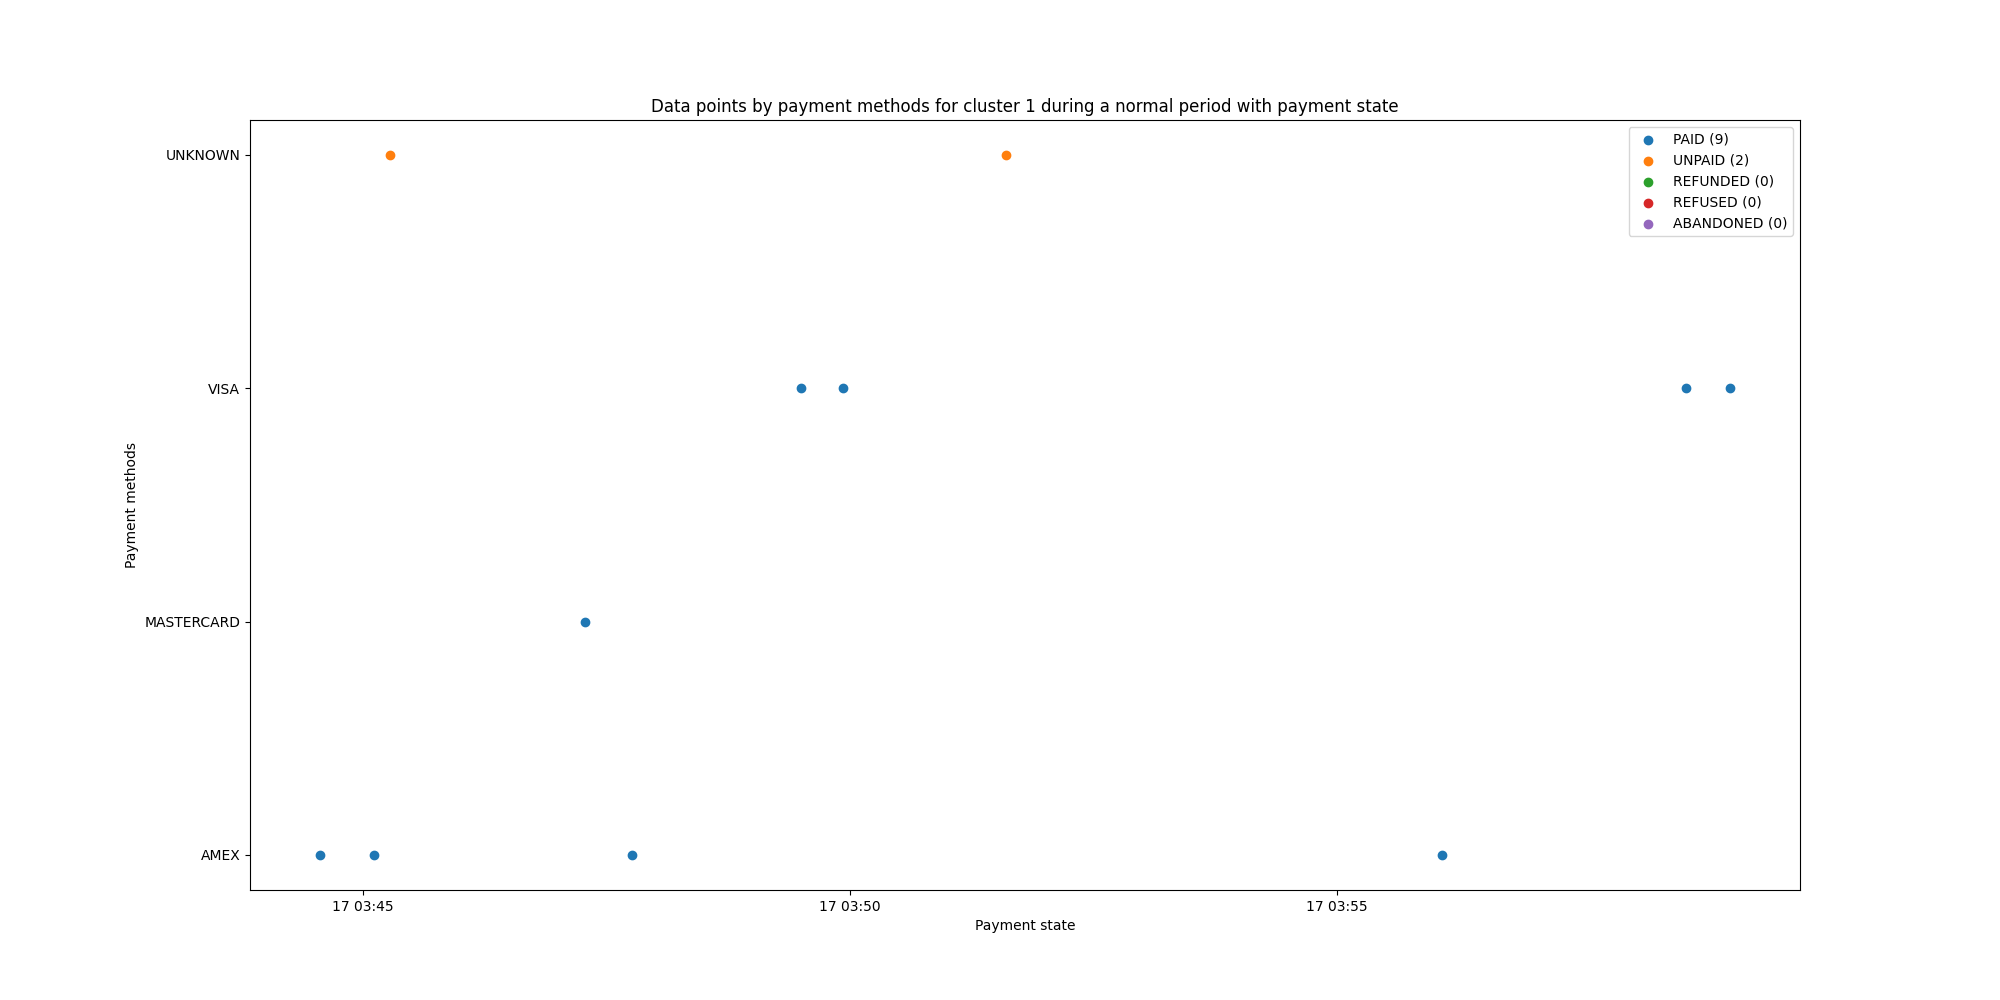 Data points by payment methods for cluster 1 during a normal period with payment state
PAID (9)
UNPAID (2)
REFUNDED (0)
REFUSED (0)
ABANDONED (0)
Payment methods
UNKNOWN
VISA
MASTERCARD
AMEX
17 03:45
17 03:50
17 03:55
Payment state